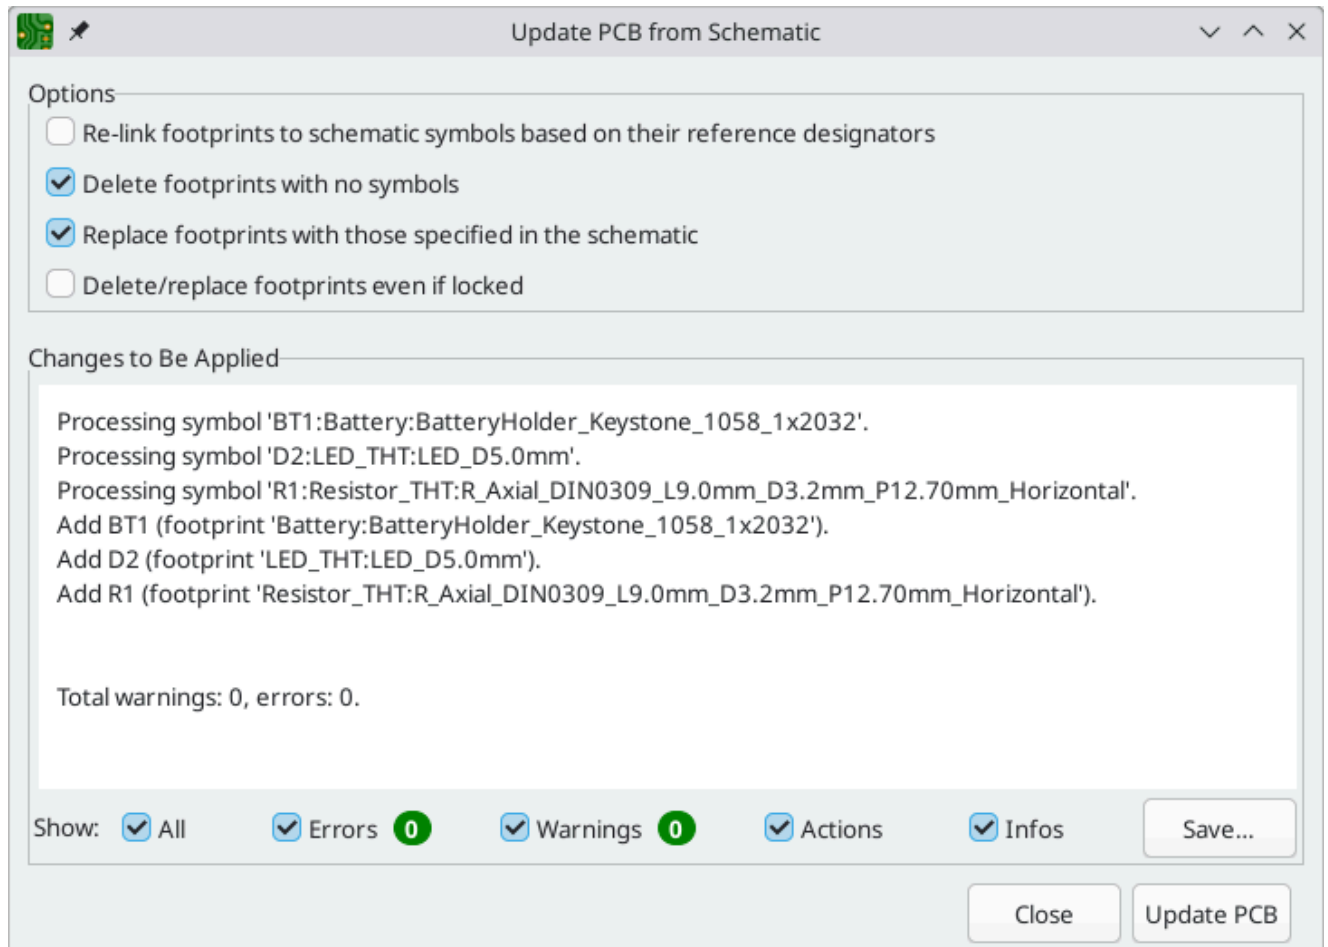 Update PCB from Schematic
Options
Re-link footprints to schematic symbols based on their reference designators
Delete footprints with no symbols
Replace footprints with those specified in the schematic
Delete/replace footprints even if locked
Changes to Be Applied
Processing symbol 'BT1:Battery:BatteryHolder_Keystone_1058_1x2032'.
Processing symbol 'D2:LED_THT:LED_D5.0mm'.
Processing symbol 'R1:Resistor_THT:R_Axial_DIN0309_L9.0mm_D3.2mm_P12.70mm_Horizontal'.
Add BT1 (footprint 'Battery:BatteryHolder_Keystone_1058_1x2032').
Add D2 (footprint 'LED_THT:LED_D5.0mm').
Add R1 (footprint 'Resistor_THT:R_Axial_DIN0309_L9.0mm_D3.2mm_P12.70mm_Horizontal').
Total warnings: 0, errors: 0.
Show: All Errors 0 Warnings 0 Actions Infos Save...
Close Update PCB